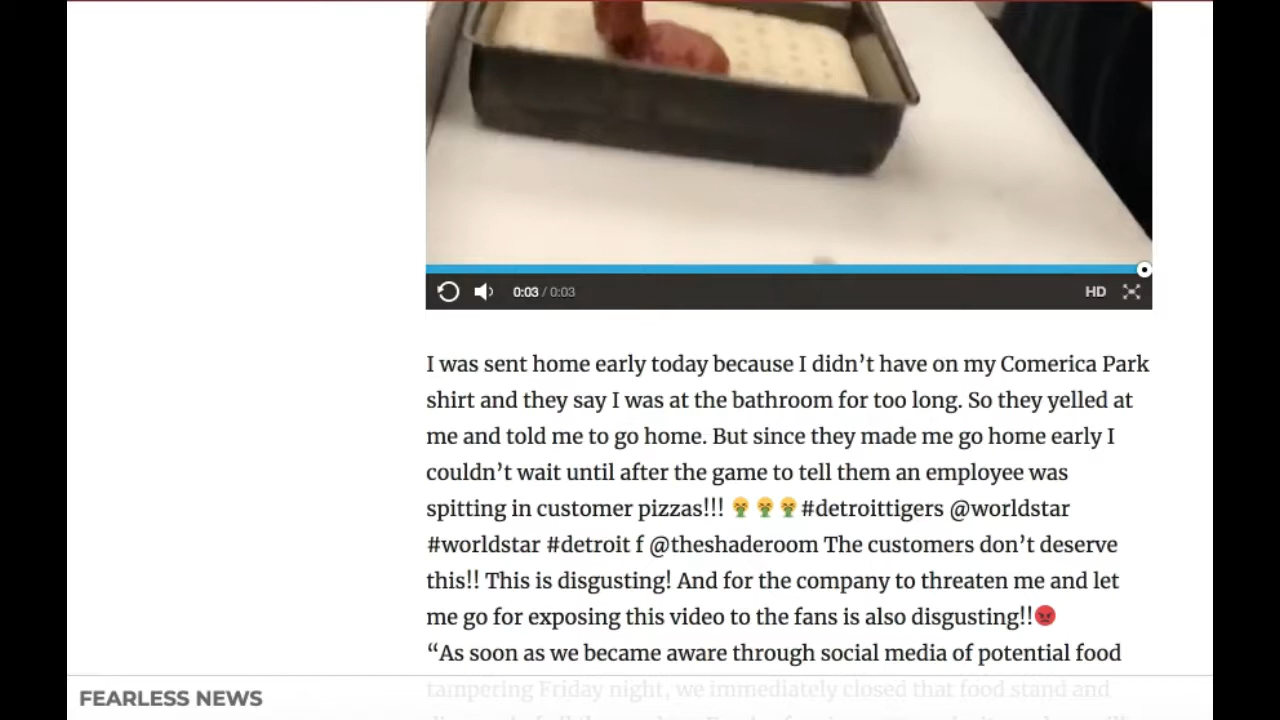 0:03 / 0:03
HD
I was sent home early today because I didn’t have on my Comerica Park
shirt and they say I was at the bathroom for too long. So they yelled at
me and told me to go home. But since they made me go home early I
couldn’t wait until after the game to tell them an employee was
spitting in customer pizzas!!! 🤮🤮🤮#detroittigers @worldstar
#worldstar #detroit f @theshaderoom The customers don’t deserve
this!! This is disgusting! And for the company to threaten me and let
me go for exposing this video to the fans is also disgusting!!😡
“As soon as we became aware through social media of potential food
tampering Friday night, we immediately closed that food stand and
FEARLESS NEWS